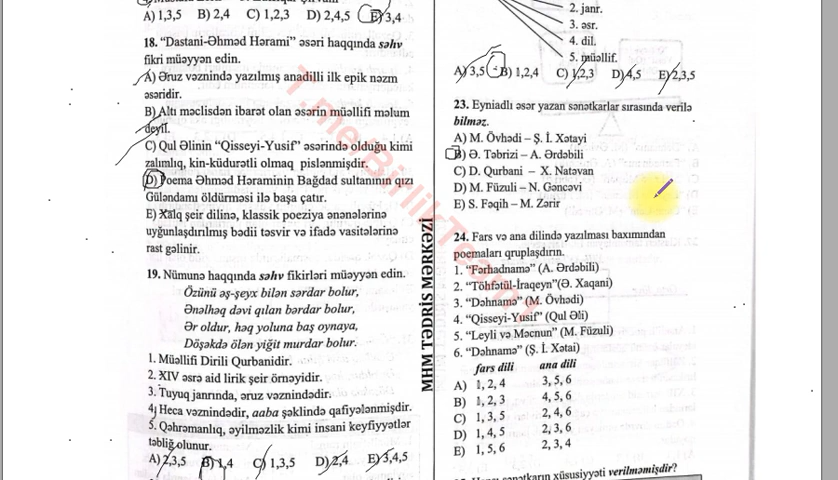 A) 1,3,5 B) 2,4 C) 1,2,3 D) 2,4,5 E) 3,4
18. “Dastani-Əhməd Hərami” əsəri haqqında səhv
fikri müəyyən edin.
A) Əruz vəznində yazılmış anadilli ilk epik nəzm
əsəridir.
B) Altı məclisdən ibarət olan əsərin müəllifi məlum
deyil.
C) Qul Əlinin “Qisseyi-Yusif” əsərində olduğu kimi
zalımlıq, kin-küdurətli olmaq pislənmişdir.
D) Poema Əhməd Həraminin Bağdad sultanının qızı
Güləndamı öldürməsi ilə başa çatır.
E) Xalq şeir dilinə, klassik poeziya ənənələrinə
uyğunlaşdırılmış bədii təsvir və ifadə vasitələrinə
rast gəlinir.
19. Nümunə haqqında səhv fikirləri müəyyən edin.
Özünü əş-şeyx bilən sərdar bolur,
Ənəlhəq dəvi qılan bərdar bolur,
Ər oldur, həq yoluna baş oynaya,
Döşəkdə ölən yiğit murdar bolur.
1. Müəllifi Dirili Qurbanidir.
2. XIV əsrə aid lirik şeir örnəyidir.
3. Tuyuq janrında, əruz vəznindədir.
4) Heca vəznindədir, aaba şəklində qafiyələnmişdir.
5. Qəhrəmanlıq, əyilməzlik kimi insani keyfiyyətlər
təbliğ olunur.
A) 2,3,5 B) 1,4 C) 1,3,5 D) 2,4 E) 3,4,5
MHM TƏDRİS MƏRKƏZİ
T.me/BirlikTeam1
2. janr.
3. əsr.
4. dil.
5. müəllif.
A) 3,5 B) 1,2,4 C) 1,2,3 D) 4,5 E) 2,3,5
23. Eyniadlı əsər yazan sənətkarlar sırasında verilə
bilməz.
A) M. Övhədi – Ş. İ. Xətayi
B) Ə. Təbrizi – A. Ərdəbili
C) D. Qurbani – X. Natəvan
D) M. Füzuli – N. Gəncəvi
E) S. Fəqih – M. Zərir
24. Fars və ana dilində yazılması baxımından
poemaları qruplaşdırın.
1. “Fərhadnamə” (A. Ərdəbili)
2. “Töhfətül-İraqeyn”(Ə. Xaqani)
3. “Dəhnamə” (M. Övhədi)
4. “Qisseyi-Yusif” (Qul Əli)
5. “Leyli və Məcnun” (M. Füzuli)
6. “Dəhnamə” (Ş. İ. Xətai)
fars dili ana dili
A) 1, 2, 4 3, 5, 6
B) 1, 2, 3 4, 5, 6
C) 1, 3, 5 2, 4, 6
D) 1, 4, 5 2, 3, 6
E) 1, 5, 6 2, 3, 4
sənətkarın xüsusiyyəti verilməmişdir?